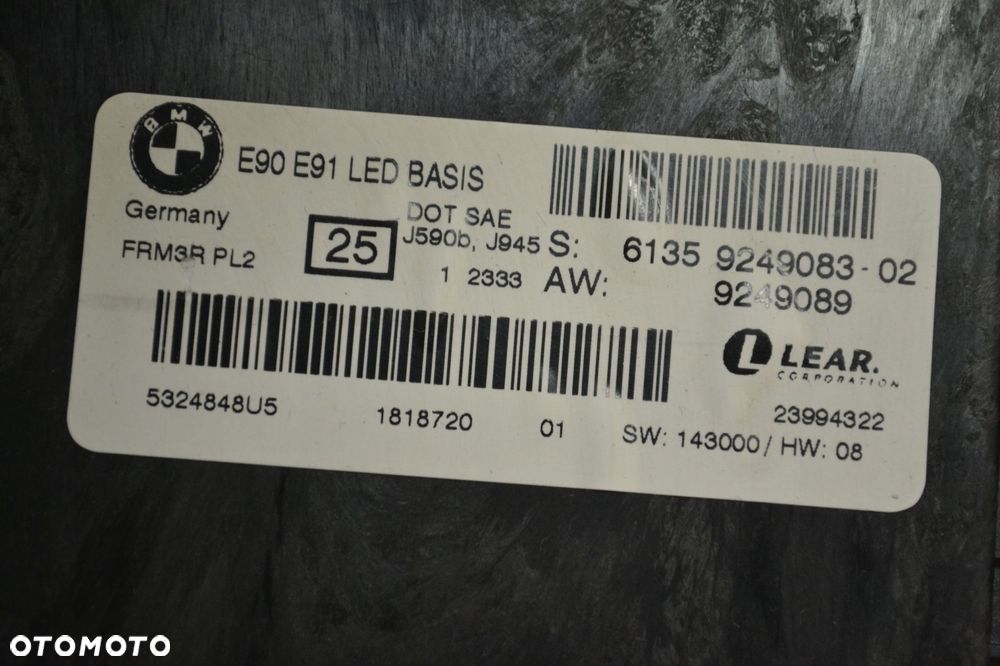 BMW
E90 E91 LED BASIS
Germany
DOT SAE
FRM3R PL2
25
J590b, J945
S: 6135 9249083-02
1 2333
AW: 9249089
L LEAR.
CORPORATION
5324848U5
1818720
01
23994322
SW: 143000/ HW: 08
OTOMOTO